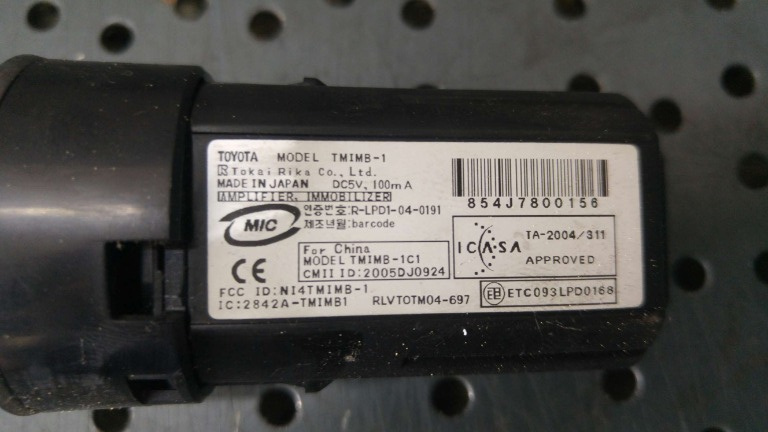 TOYOTA MODEL TMIMB-1
Tokai Rika Co., Ltd.
MADE IN JAPAN DC5V, 100mA
AMPLIFIER, IMMOBILIZER
854J7800156
MIC
인증번호:R-LPD1-04-0191
제조년월:barcode
For China
MODEL TMIMB-1C1
CMII ID:2005DJ0924
CE
ICASA
TA-2004/311
APPROVED
FCC ID:NI4TMIMB-1
IC:2842A-TMIMB1
RLVTOTM04-697
ETC093LPD0168